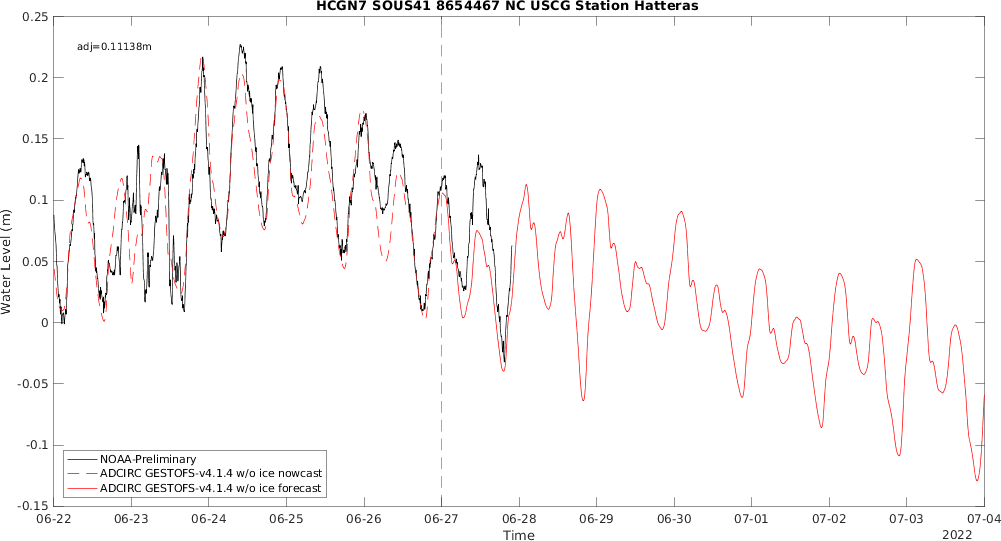 HCGN7 SOUS41 8654467 NC USCG Station Hatteras
adj=0.11138m
0.25
0.2
0.15
0.1
0.05
0
-0.05
-0.1
-0.15
Water Level (m)
NOAA-Preliminary
ADCIRC GESTOFS-v4.1.4 w/o ice nowcast
ADCIRC GESTOFS-v4.1.4 w/o ice forecast
06-22 06-23 06-24 06-25 06-26 06-27 06-28 06-29 06-30 07-01 07-02 07-03 07-04
Time
2022